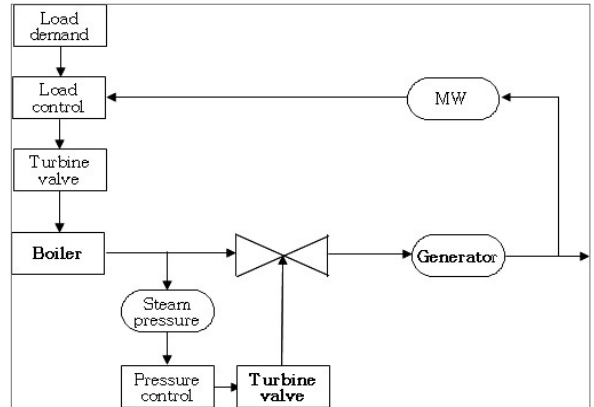 Load
demand
Load
control
MW
Turbine
valve
Boiler
Generator
Steam
pressure
Pressure
control
Turbine
valve